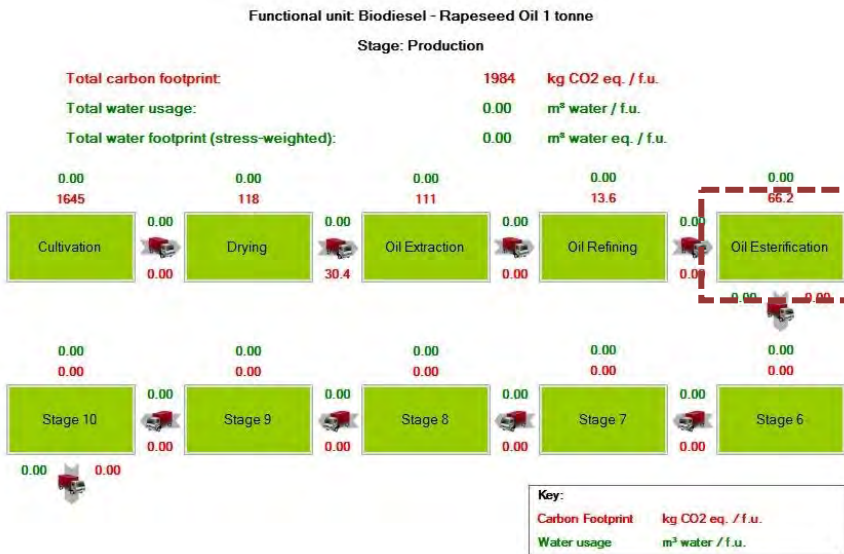 Functional unit: Biodiesel - Rapeseed Oil 1 tonne
Stage: Production
Total carbon footprint: 1984 kg CO2 eq. / f.u.
Total water usage: 0.00 m³ water / f.u.
Total water footprint (stress-weighted): 0.00 m³ water eq. / f.u.
0.00 0.00 0.00 0.00 0.00
1645 118 111 13.6 66.2
0.00 0.00 0.00 0.00
Cultivation Drying Oil Extraction Oil Refining Oil Esterification
0.00 30.4 0.00 0.00
0.00 0.00
0.00 0.00 0.00 0.00 0.00
0.00 0.00 0.00 0.00 0.00
0.00 0.00 0.00 0.00
Stage 10 Stage 9 Stage 8 Stage 7 Stage 6
0.00 0.00 0.00 0.00
0.00 0.00
Key:
Carbon Footprint kg CO2 eq. / f.u.
Water usage m³ water / f.u.